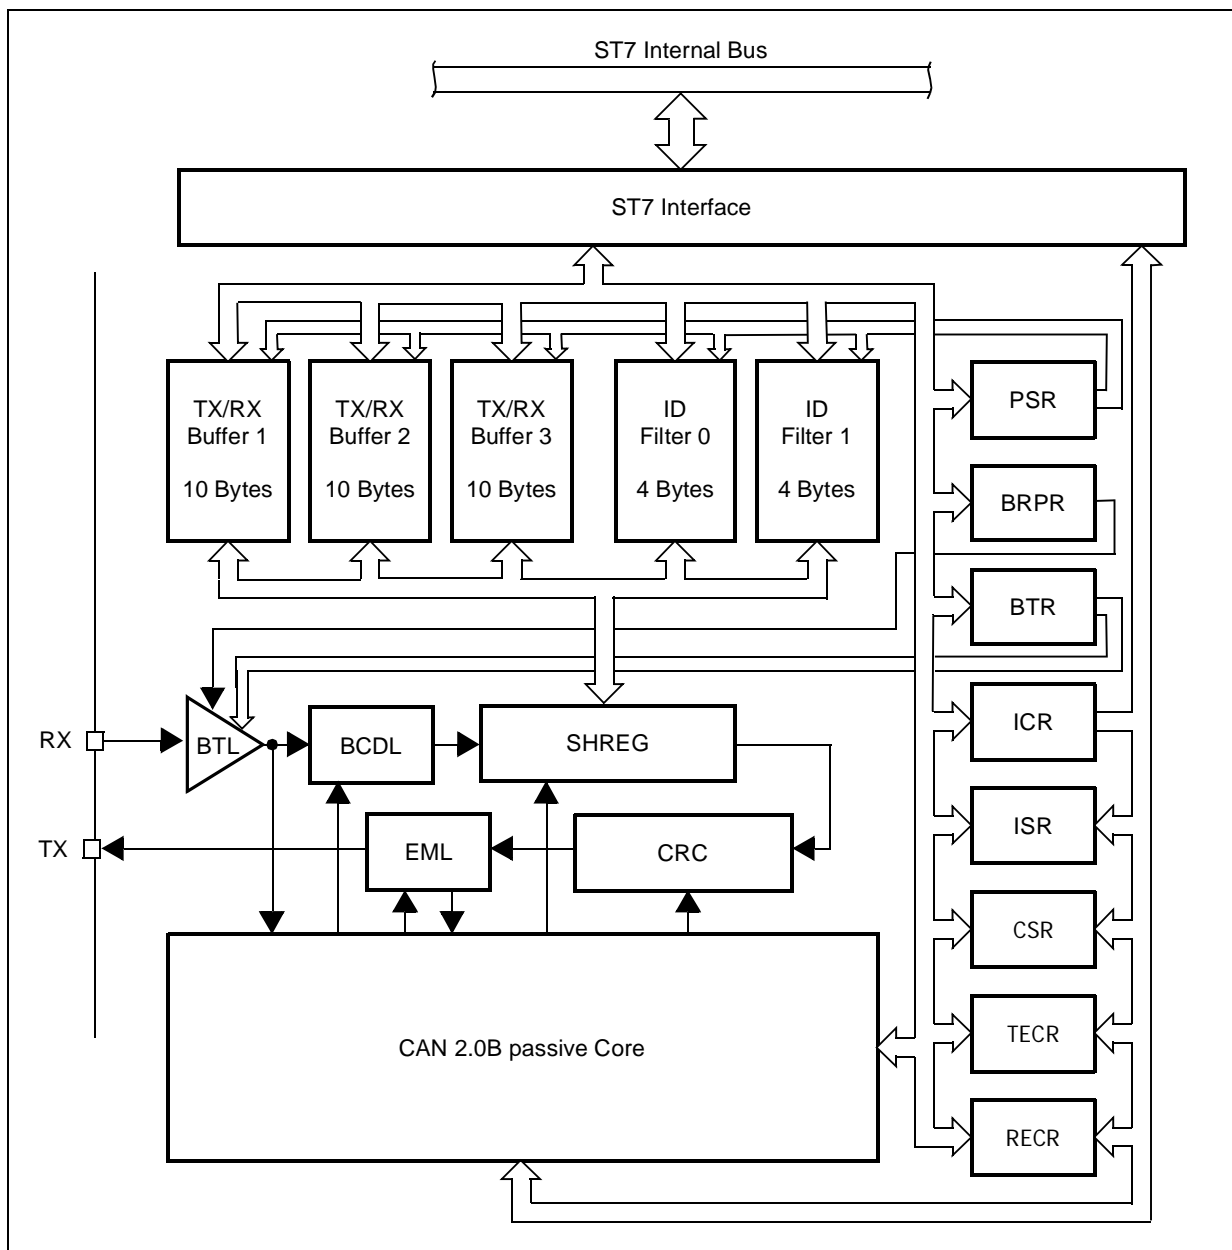 ST7 Internal Bus
ST7 Interface
TX/RX
Buffer 1
10 Bytes
TX/RX
Buffer 2
10 Bytes
TX/RX
Buffer 3
10 Bytes
ID
Filter 0
4 Bytes
ID
Filter 1
4 Bytes
PSR
BRPR
BTR
ICR
ISR
CSR
TECR
RECR
RX
BTL
BCDL
SHREG
TX
EML
CRC
CAN 2.0B passive Core